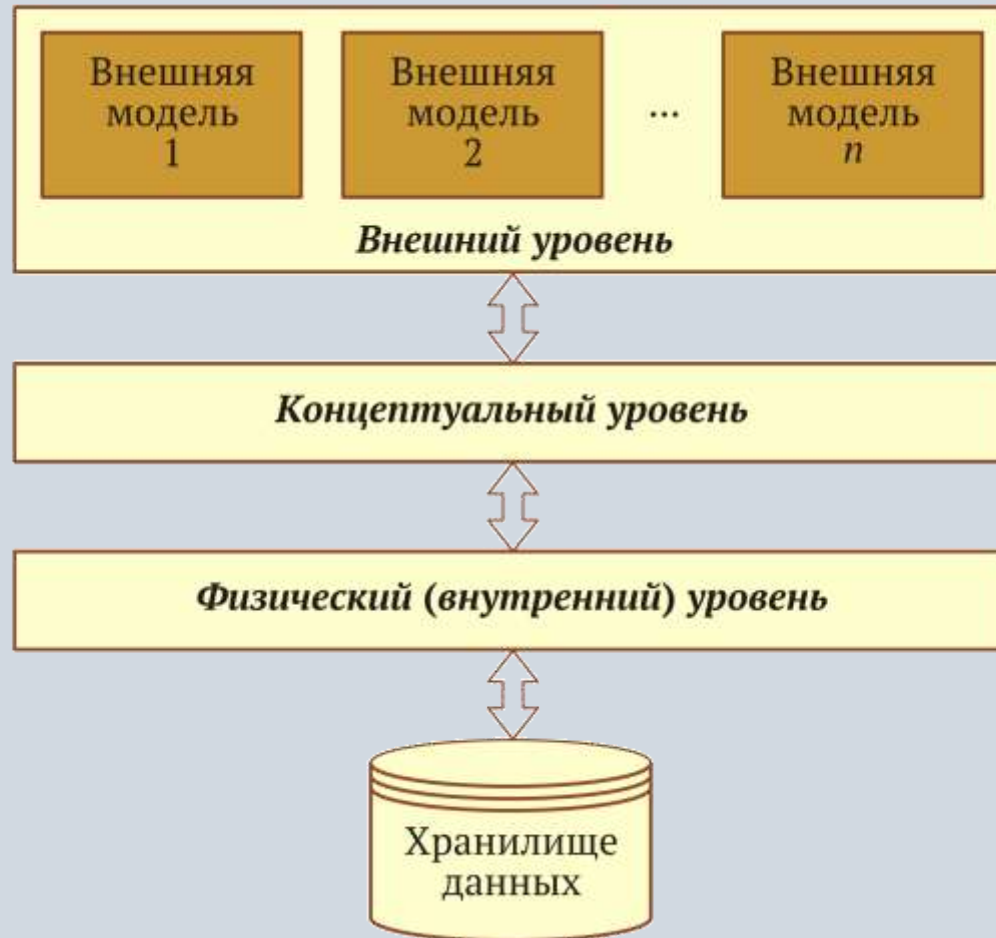 Внешняя
модель
1
Внешняя
модель
2
...
Внешняя
модель
n
Внешний уровень
Концептуальный уровень
Физический (внутренний) уровень
Хранилище
данных